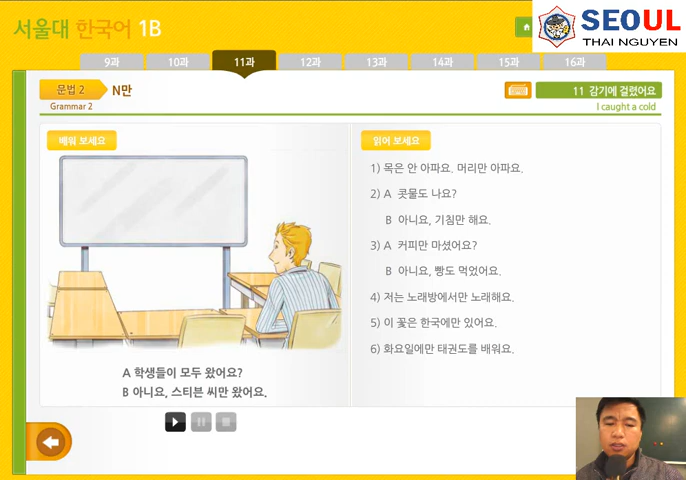 서울대 한국어 1B
SEOUL
THAI NGUYEN
9과 10과 11과 12과 13과 14과 15과 16과
문법 2 N만
Grammar 2
11 감기에 걸렸어요
I caught a cold
배워 보세요
A 학생들이 모두 왔어요?
B 아니요, 스티븐 씨만 왔어요.
읽어 보세요
1) 목은 안 아파요. 머리만 아파요.
2) A 콧물도 나요?
B 아니요, 기침만 해요.
3) A 커피만 마셨어요?
B 아니요, 빵도 먹었어요.
4) 저는 노래방에서만 노래해요.
5) 이 꽃은 한국에만 있어요.
6) 화요일에만 태권도를 배워요.